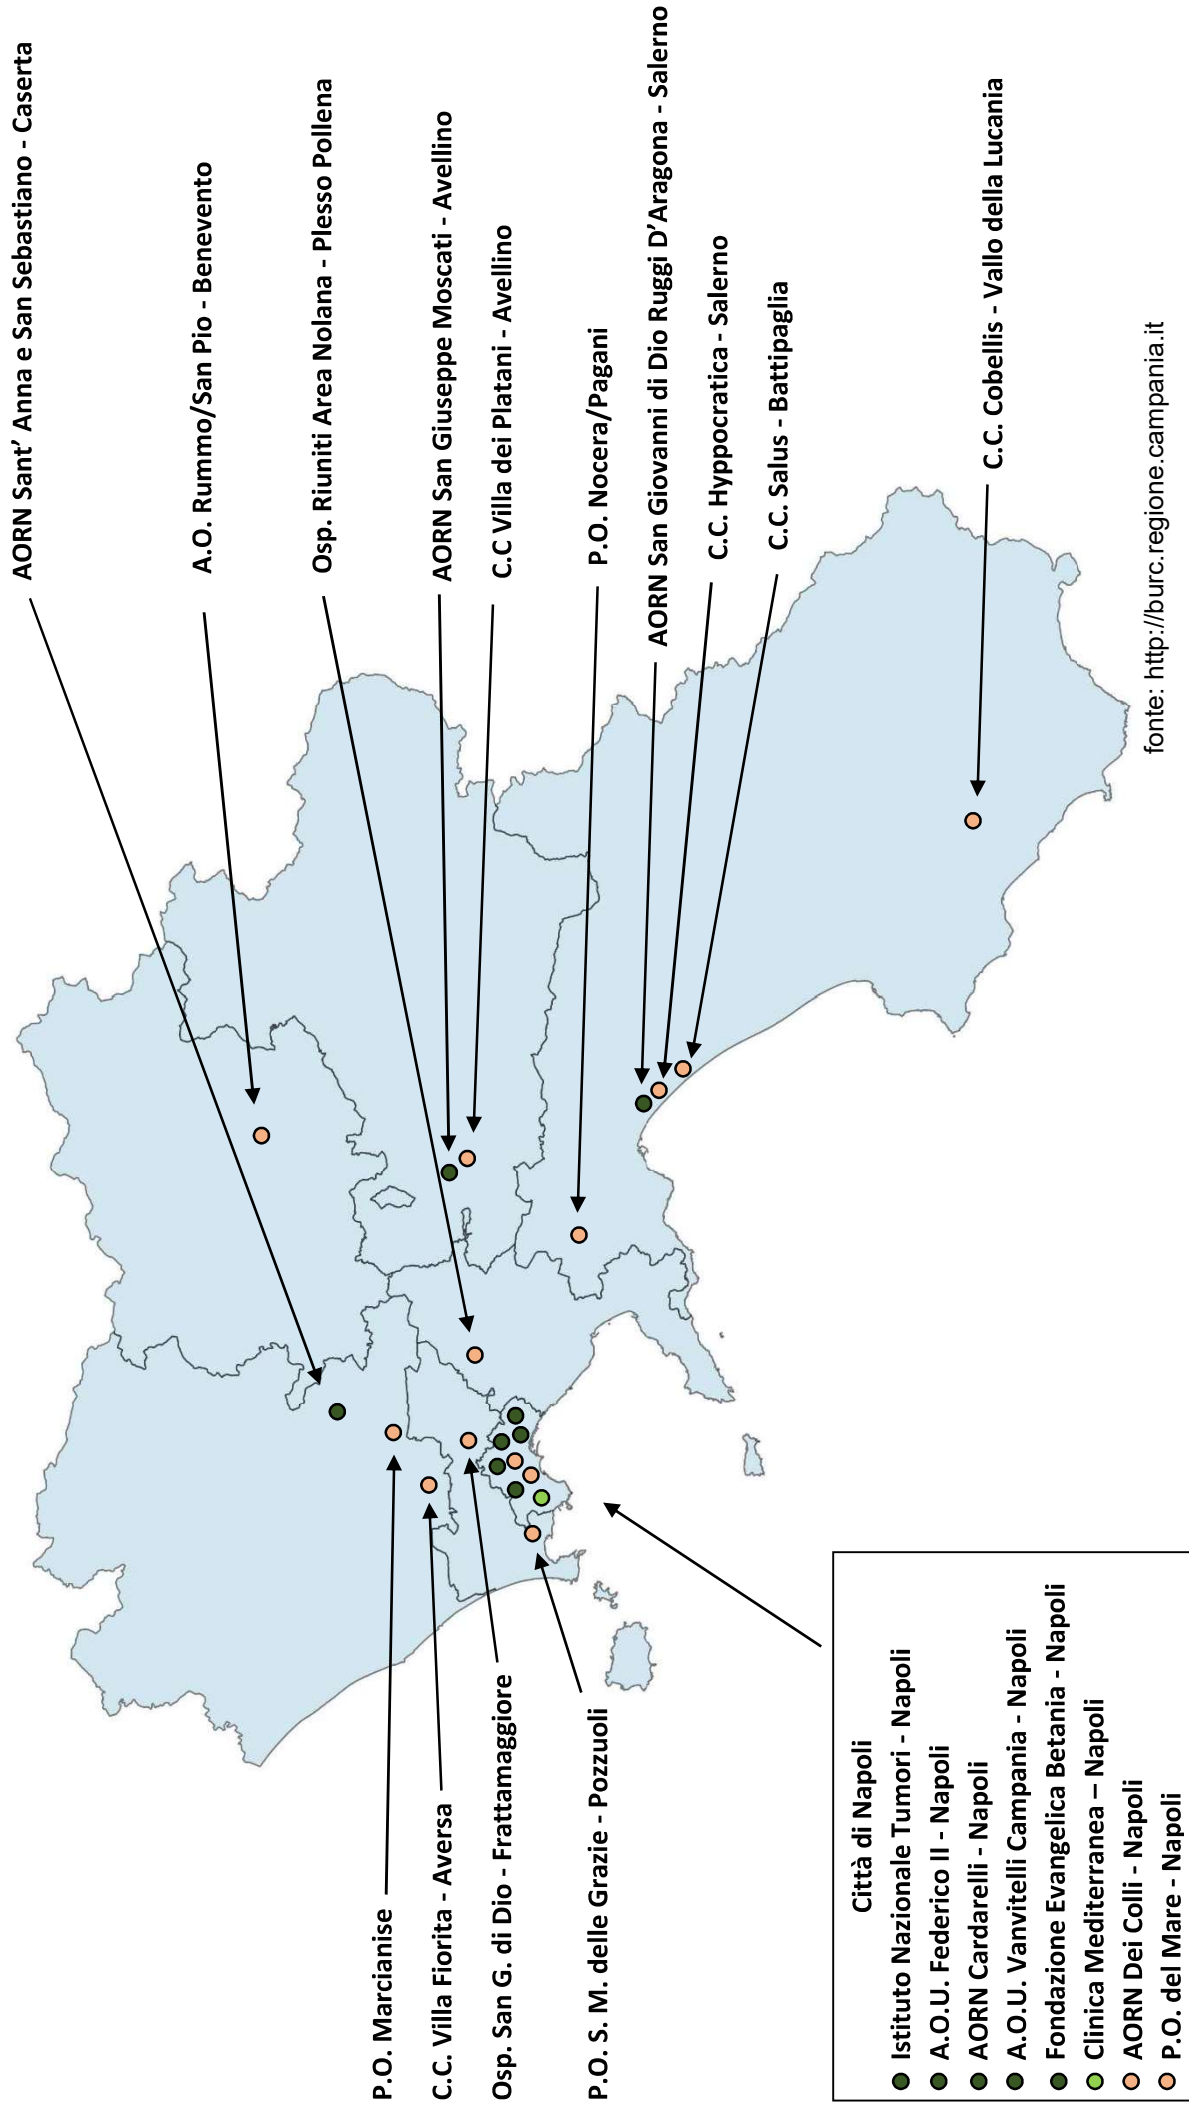 AORN Sant’ Anna e San Sebastiano - Caserta
A.O. Rummo/San Pio - Benevento
Osp. Riuniti Area Nolana - Plesso Pollena
AORN San Giuseppe Moscati - Avellino
C.C Villa dei Platani - Avellino
P.O. Nocera/Pagani
AORN San Giovanni di Dio Ruggi D’Aragona - Salerno
C.C. Hyppocratica - Salerno
C.C. Salus - Battipaglia
C.C. Cobellis - Vallo della Lucania
P.O. Marcianise
C.C. Villa Fiorita - Aversa
Osp. San G. di Dio - Frattamaggiore
P.O. S. M. delle Grazie - Pozzuoli
Città di Napoli
Istituto Nazionale Tumori - Napoli
A.O.U. Federico II - Napoli
AORN Cardarelli - Napoli
A.O.U. Vanvitelli Campania - Napoli
Fondazione Evangelica Betania - Napoli
Clinica Mediterranea – Napoli
AORN Dei Colli - Napoli
P.O. del Mare - Napoli
fonte: http://burc.regione.campania.it